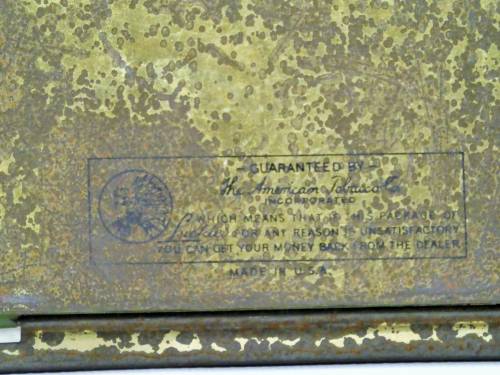 - GUARANTEED BY -
The American Tobacco Co.
INCORPORATED
WHICH MEANS THAT IF THIS PACKAGE OF
FOR ANY REASON IS UNSATISFACTORY
YOU CAN GET YOUR MONEY BACK FROM THE DEALER
MADE IN U.S.A.